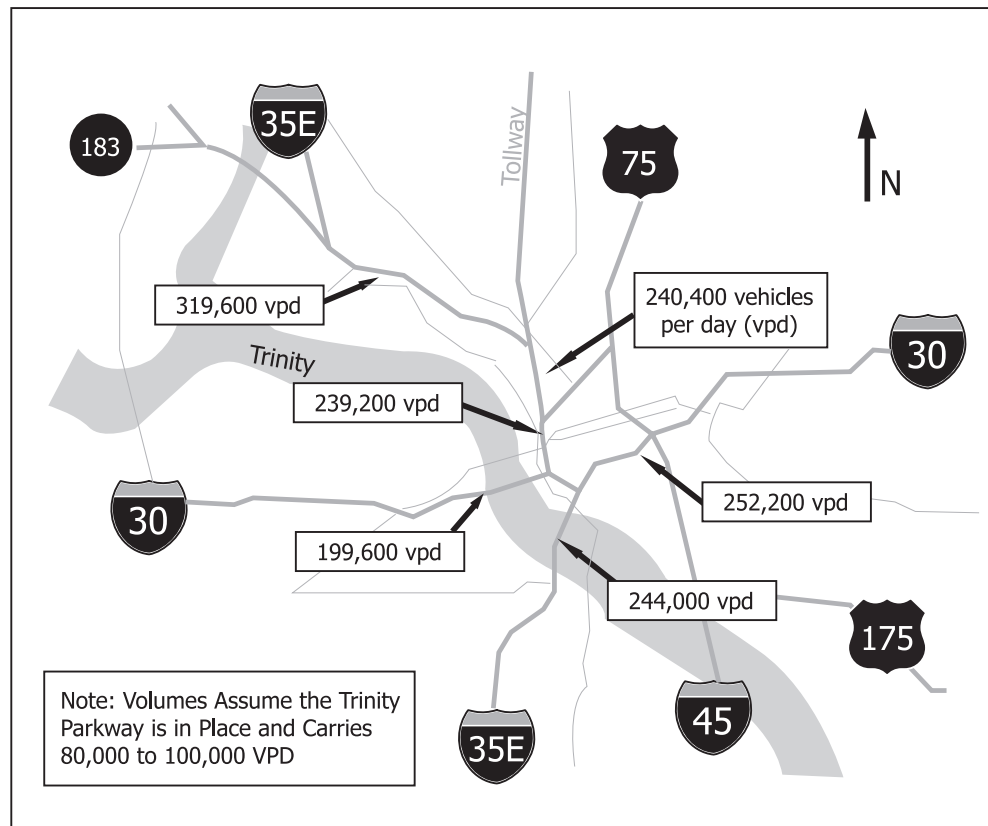 35E
183
Tollway
75
N
240,400 vehicles
per day (vpd)
319,600 vpd
30
Trinity
239,200 vpd
252,200 vpd
30
199,600 vpd
244,000 vpd
175
Note: Volumes Assume the Trinity
Parkway is in Place and Carries
80,000 to 100,000 VPD
35E
45